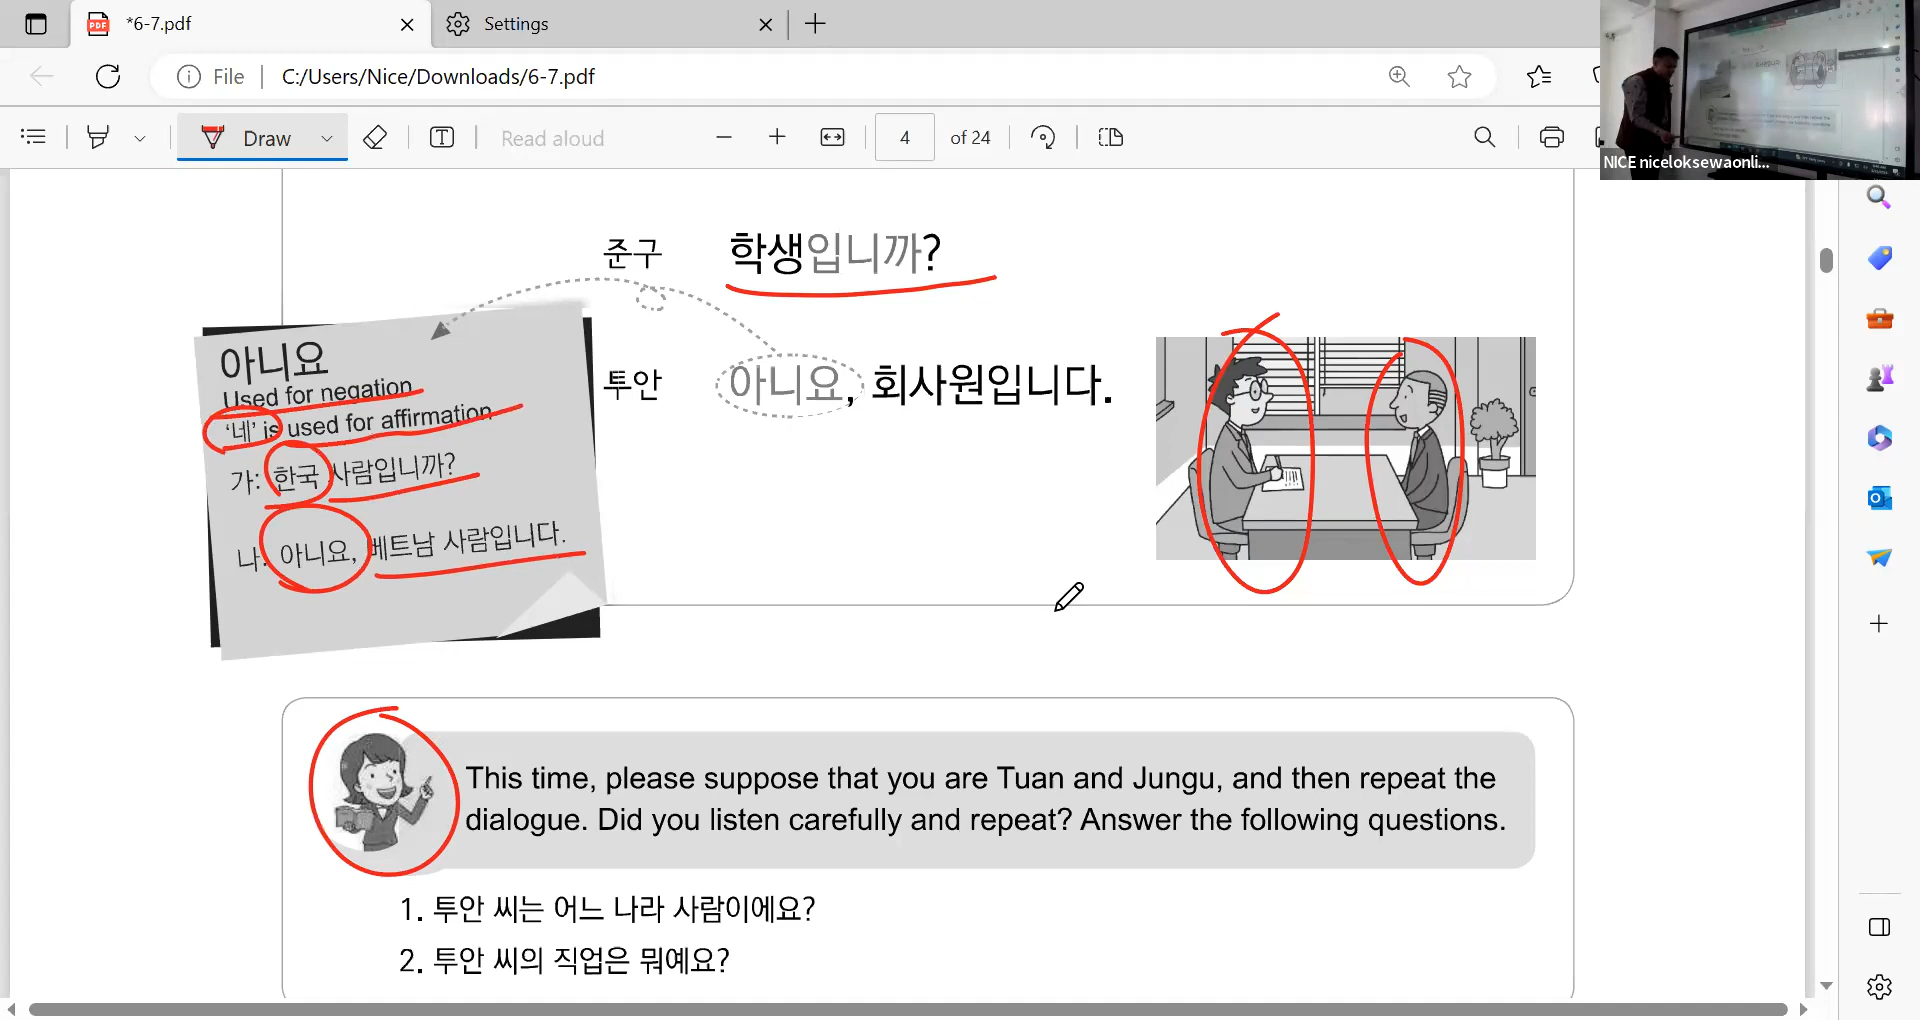 *6-7.pdf
Settings
File
C:/Users/Nice/Downloads/6-7.pdf
Draw
Read aloud
4
of 24
NICE niceloksewaonli...
준구
학생입니까?
투안
아니요, 회사원입니다.
아니요
Used for negation
'네' is used for affirmation
가: 한국 사람입니까?
나: 아니요, 베트남 사람입니다.
This time, please suppose that you are Tuan and Jungu, and then repeat the
dialogue. Did you listen carefully and repeat? Answer the following questions.
1. 투안 씨는 어느 나라 사람이에요?
2. 투안 씨의 직업은 뭐예요?